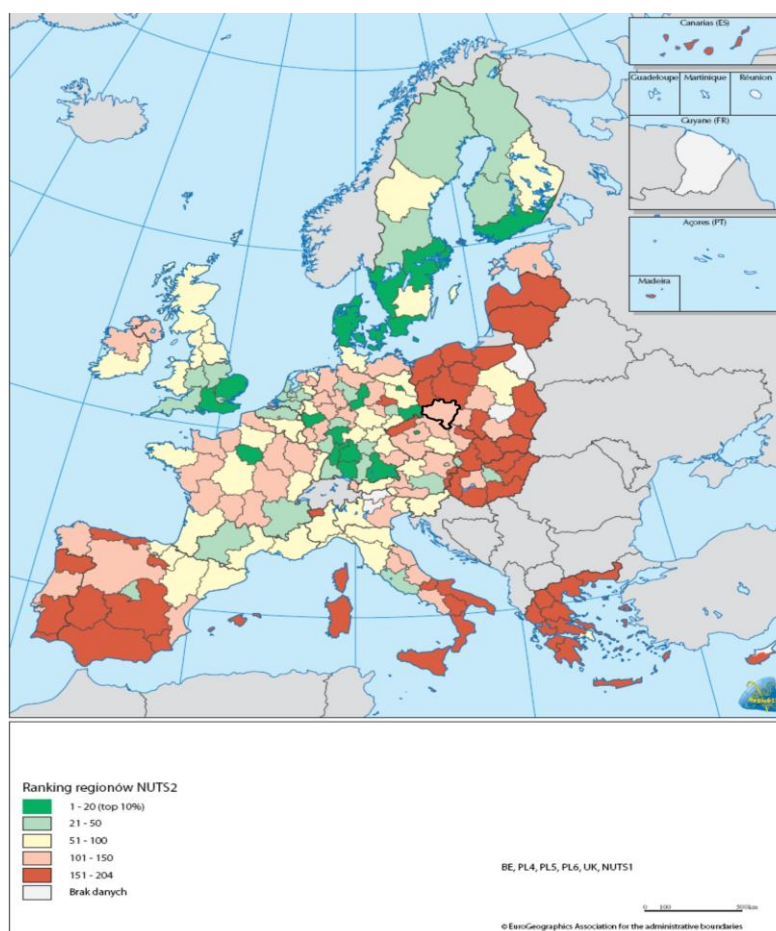 Canarias (ES)
Guadeloupe
Martinique
Réunion
Guyane (FR)
Açores (PT)
Madeira
Ranking regionów NUTS2
1 - 20 (top 10%)
21 - 50
51 - 100
101 - 150
151 - 204
Brak danych
BE, PL4, PL5, PL6, UK, NUTS1
0 100 500km
© EuroGeographics Association for the administrative boundaries